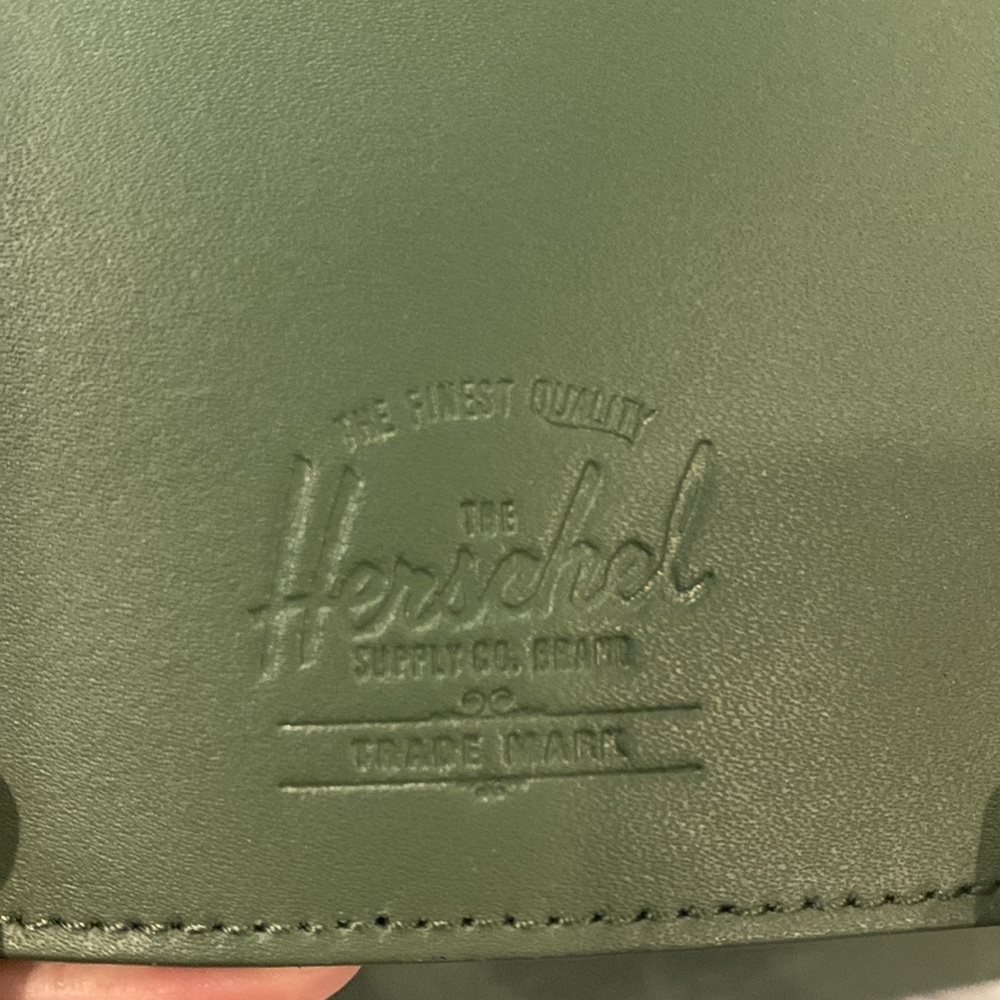 THE FINEST QUALITY
THE
Herschel
SUPPLY CO. BRAND
TRADE MARK